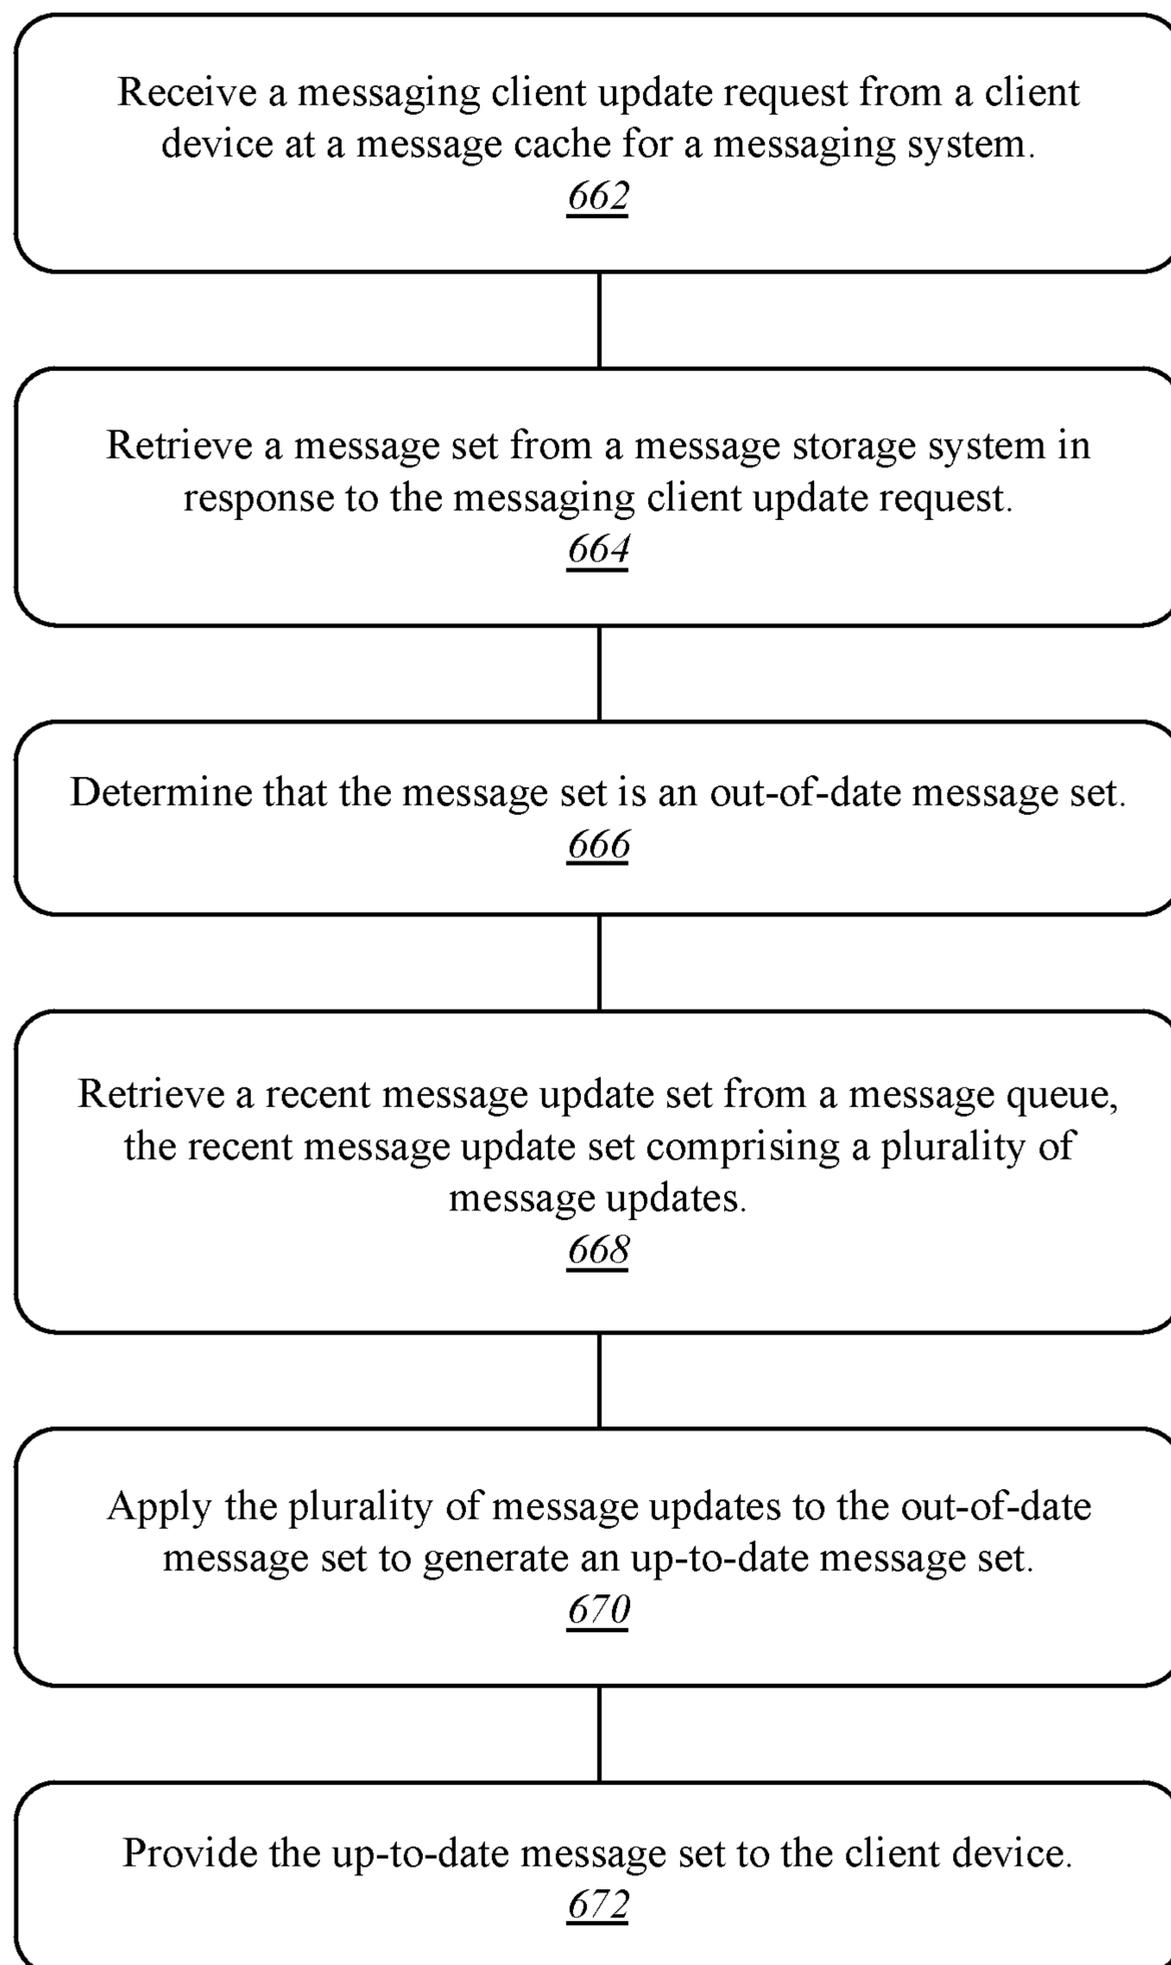 Receive a messaging client update request from a client
device at a message cache for a messaging system.
662
Retrieve a message set from a message storage system in
response to the messaging client update request.
664
Determine that the message set is an out-of-date message set.
666
Retrieve a recent message update set from a message queue,
the recent message update set comprising a plurality of
message updates.
668
Apply the plurality of message updates to the out-of-date
message set to generate an up-to-date message set.
670
Provide the up-to-date message set to the client device.
672